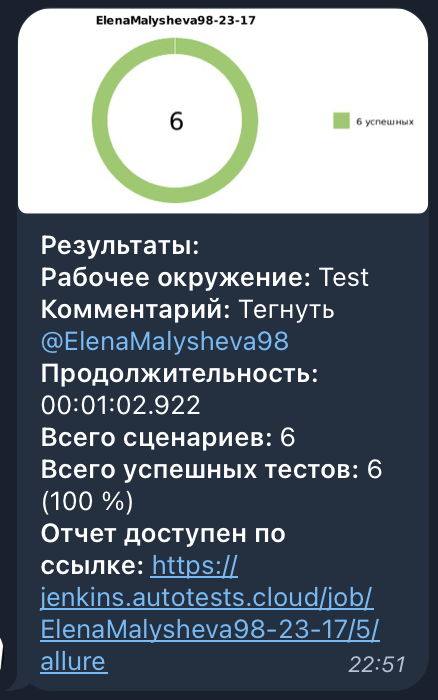 ElenaMalysheva98-23-17
6
6 успешных
Результаты:
Рабочее окружение: Test
Комментарий: Тегнуть
@ElenaMalysheva98
Продолжительность:
00:01:02.922
Всего сценариев: 6
Всего успешных тестов: 6
(100 %)
Отчет доступен по
ссылке: https://
jenkins.autotests.cloud/job/
ElenaMalysheva98-23-17/5/
allure
22:51